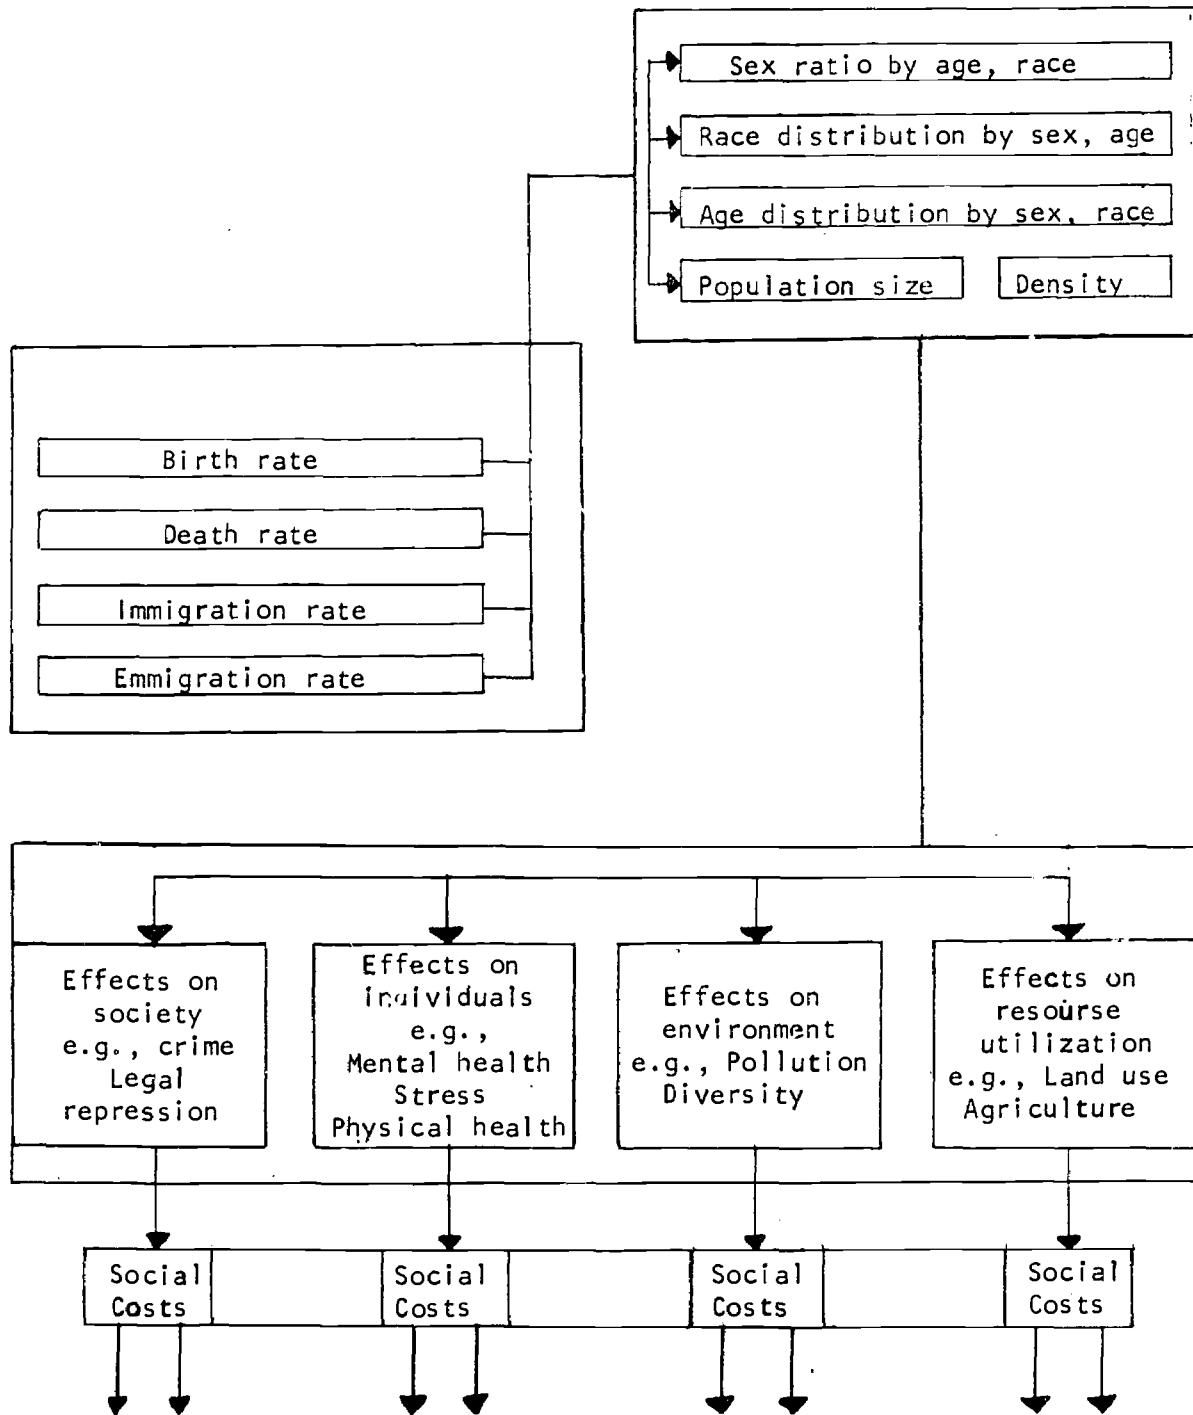 Sex ratio by age, race
Race distribution by sex, age
Age distribution by sex, race
Population size
Density
Birth rate
Death rate
Immigration rate
Emmigration rate
Effects on
society
e.g., crime
Legal
repression
Effects on
individuals
e.g.,
Mental health
Stress
Physical health
Effects on
environment
e.g., Pollution
Diversity
Effects on
resourse
utilization
e.g., Land use
Agriculture
Social
Costs
Social
Costs
Social
Costs
Social
Costs